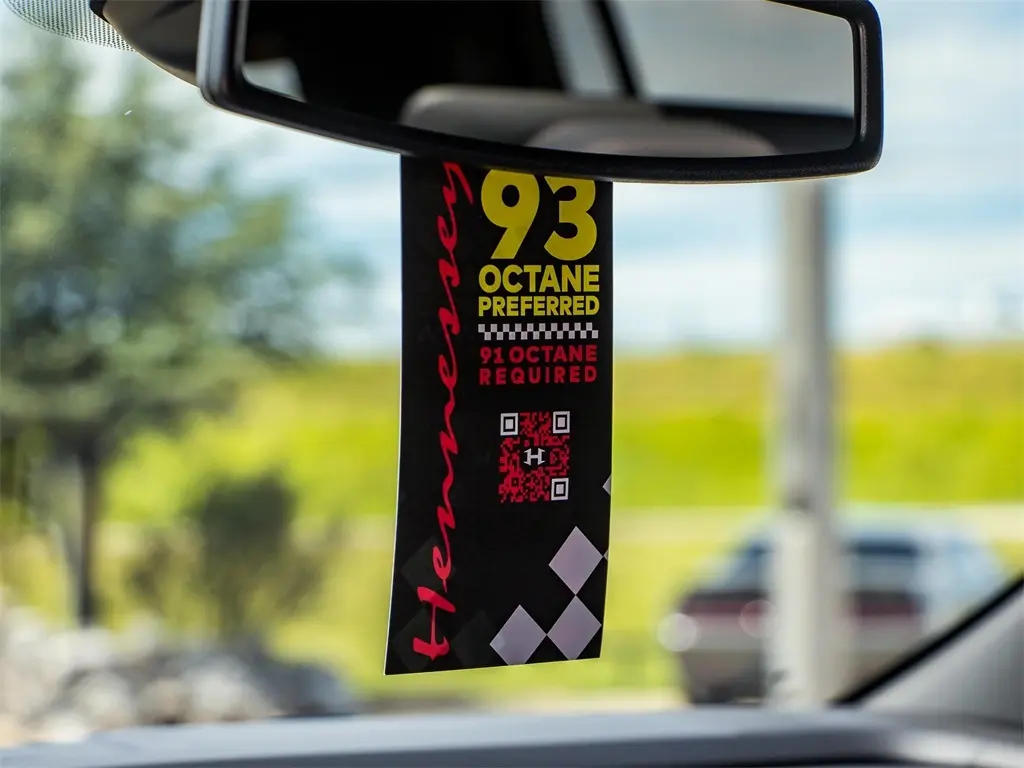 Hennessey
93
OCTANE
PREFERRED
91 OCTANE
REQUIRED
H